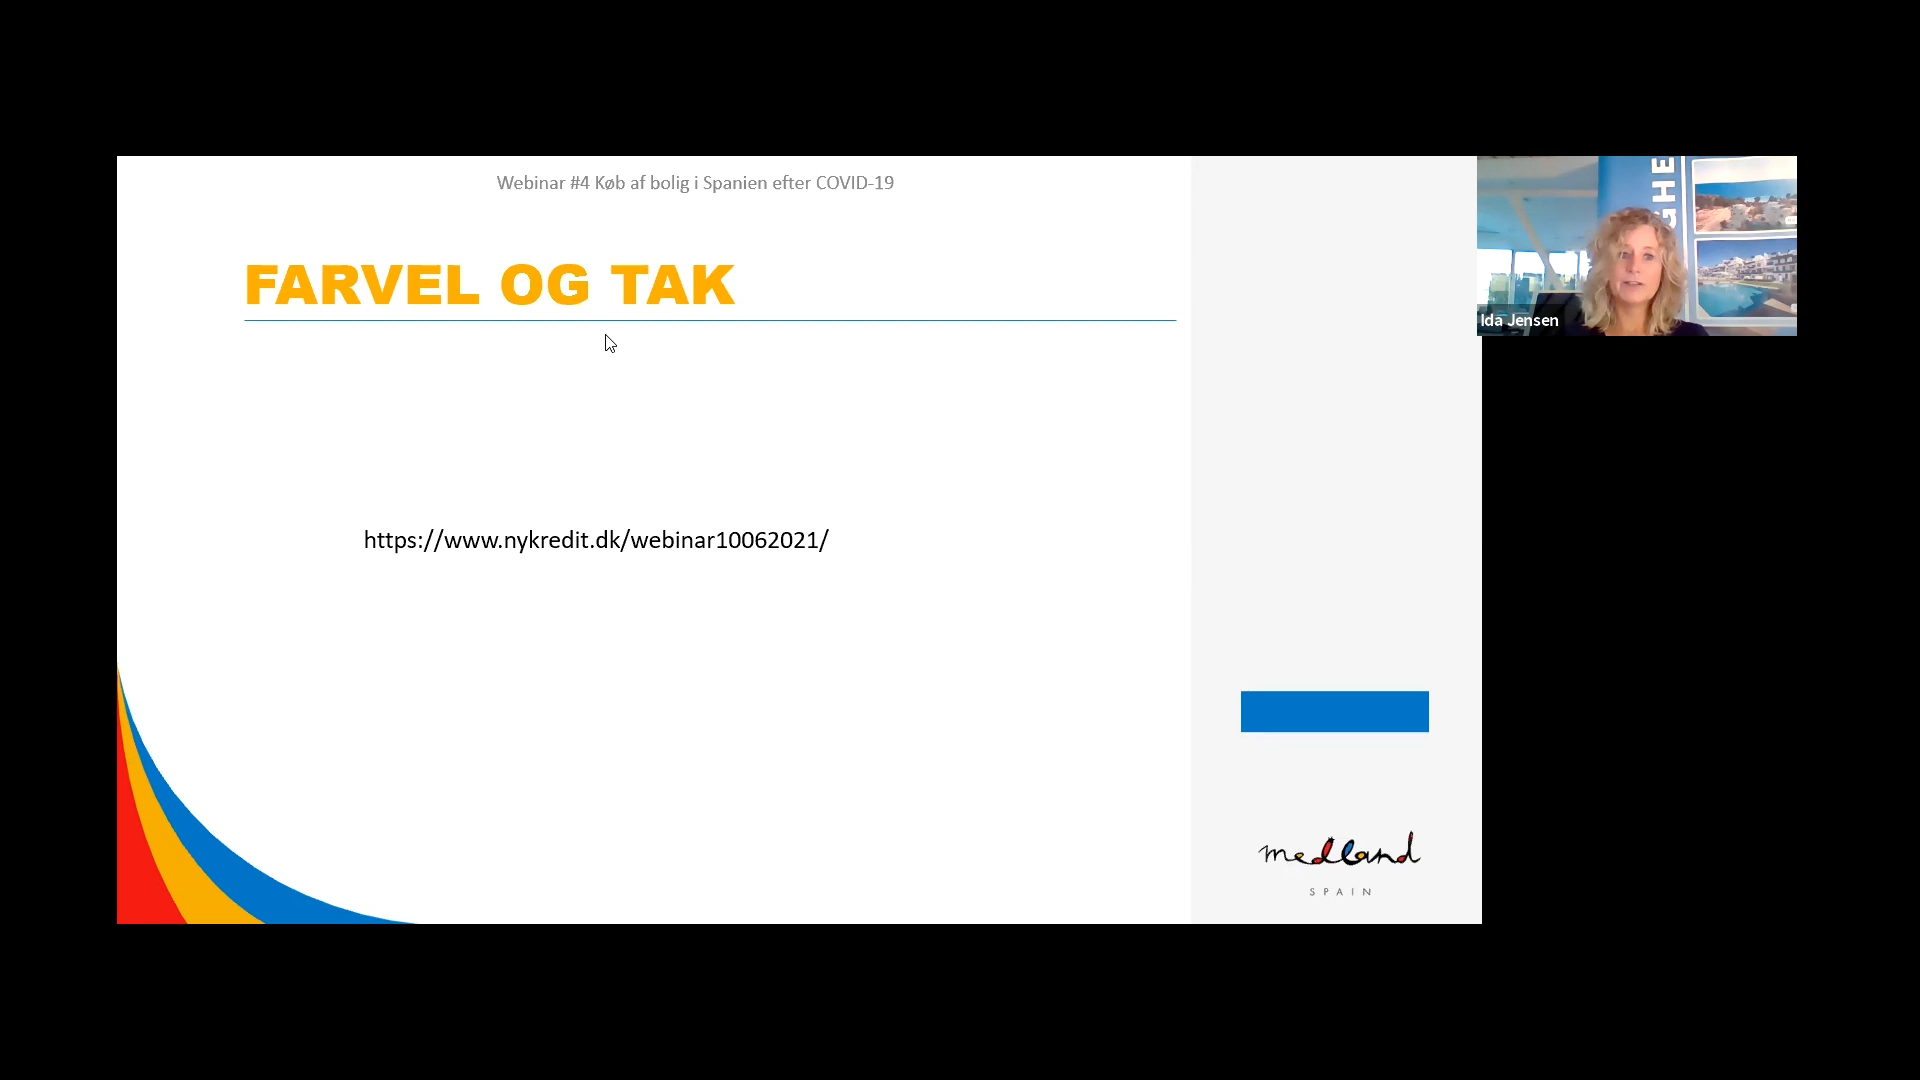 Webinar #4 Køb af bolig i Spanien efter COVID-19
FARVEL OG TAK
https://www.nykredit.dk/webinar10062021/
medland
SPAIN
GHE
Ida Jensen